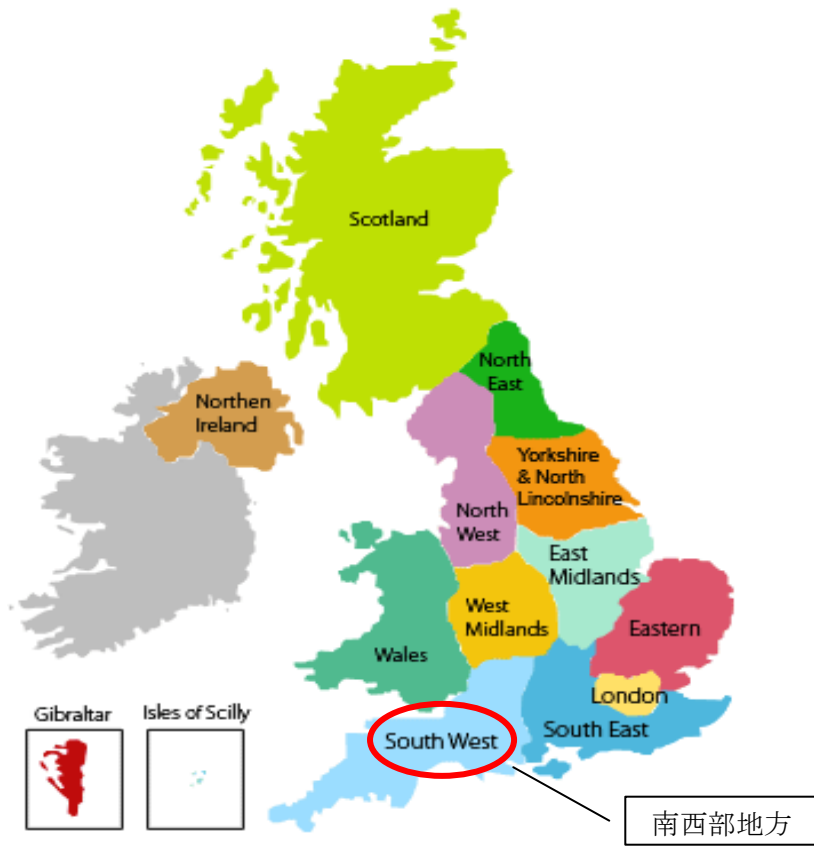 Scotland
North
East
Northen
Ireland
Yorkshire
& North
Lincolnshire
North
West
East
Midlands
West
Midlands
Eastern
Wales
London
Gibraltar
Isles of Scilly
South West
South East
南西部地方